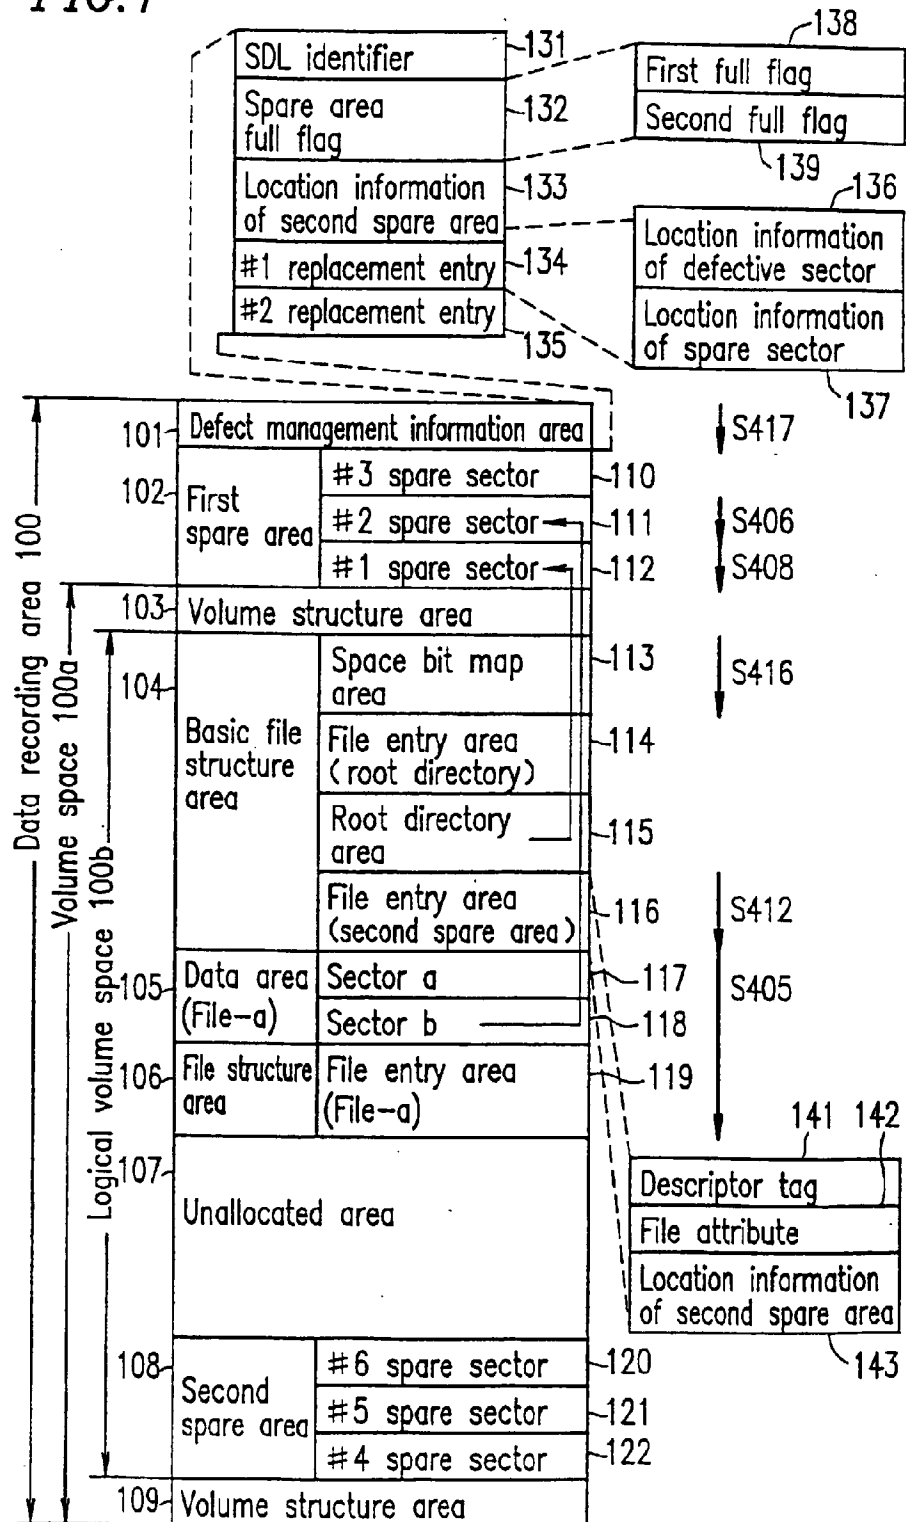 FIG. 7
SDL identifier
131
Spare area
full flag
132
Location information
of second spare area
133
#1 replacement entry
134
#2 replacement entry
135
138
First full flag
Second full flag
139
136
Location information
of defective sector
Location information
of spare sector
137
Data recording area 100
Volume space 100a
Logical volume space 100b
101
Defect management information area
S417
102
First
spare area
#3 spare sector
110
#2 spare sector
111
S406
#1 spare sector
112
S408
103
Volume structure area
104
Basic file
structure
area
Space bit map
area
113
S416
File entry area
(root directory)
114
Root directory
area
115
File entry area
(second spare area)
116
S412
105
Data area
(File-a)
Sector a
117
S405
Sector b
118
106
File structure
area
File entry area
(File-a)
119
141
142
Descriptor tag
File attribute
Location information
of second spare area
143
107
Unallocated area
108
Second
spare area
#6 spare sector
120
#5 spare sector
121
#4 spare sector
122
109
Volume structure area